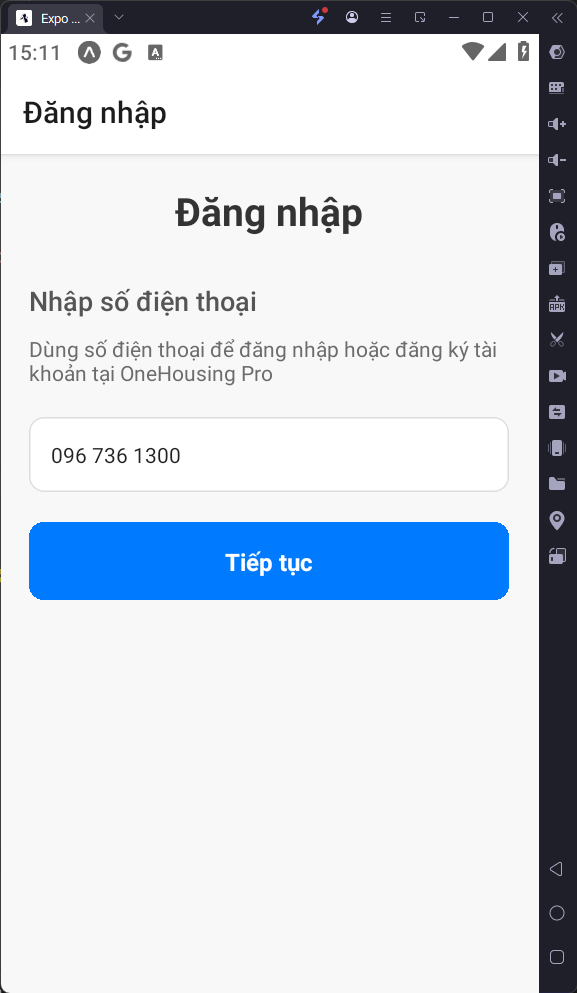 Expo ...
15:11
Đăng nhập
Đăng nhập
Nhập số điện thoại
Dùng số điện thoại để đăng nhập hoặc đăng ký tài
khoản tại OneHousing Pro
096 736 1300
Tiếp tục